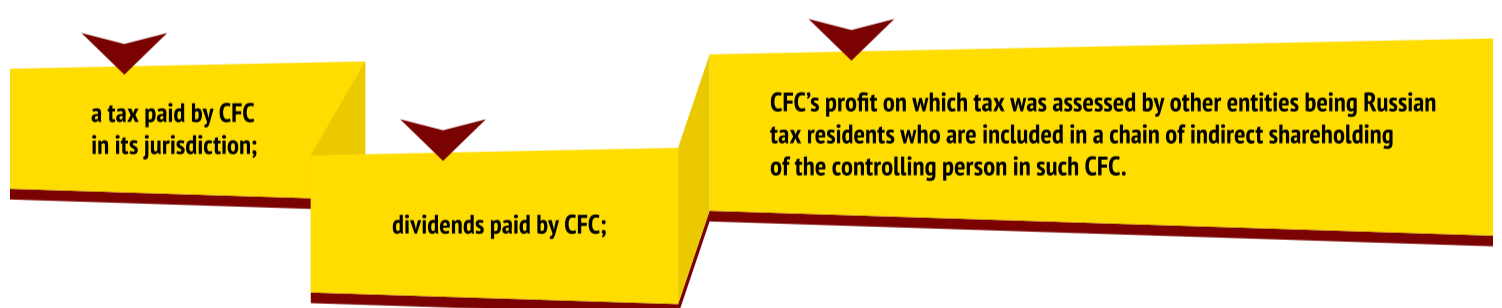 a tax paid by CFC
in its jurisdiction;
dividends paid by CFC;
CFC’s profit on which tax was assessed by other entities being Russian
tax residents who are included in a chain of indirect shareholding
of the controlling person in such CFC.